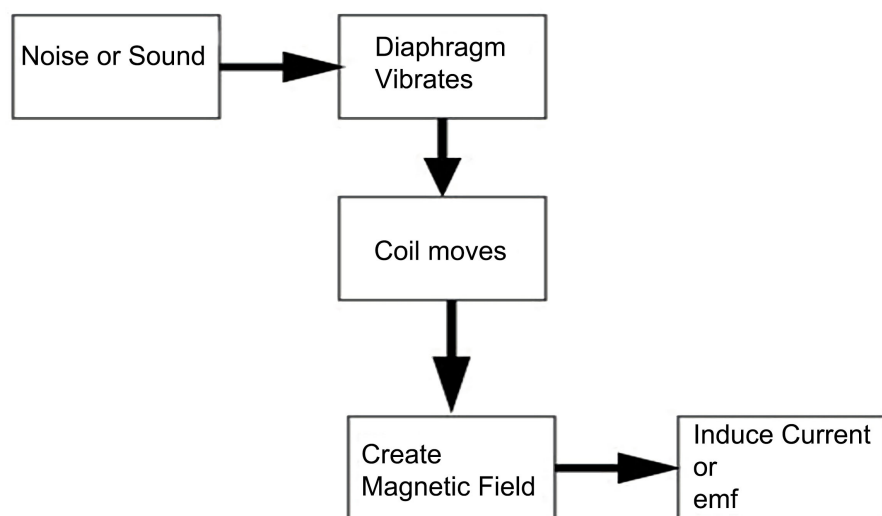 Noise or Sound
Diaphragm
Vibrates
Coil moves
Create
Magnetic Field
Induce Current
or
emf